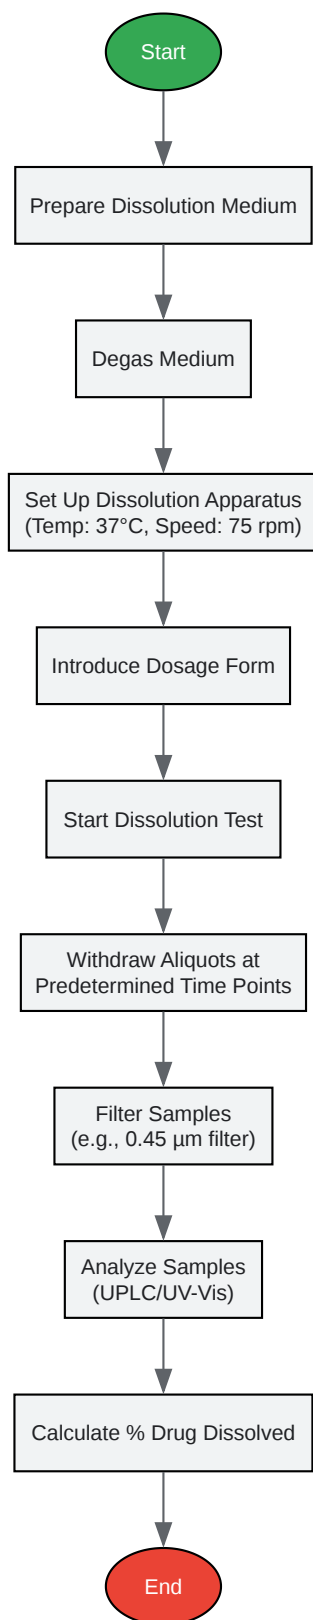 Start
Prepare Dissolution Medium
Degas Medium
Set Up Dissolution Apparatus
(Temp: 37°C, Speed: 75 rpm)
Introduce Dosage Form
Start Dissolution Test
Withdraw Aliquots at
Predetermined Time Points
Filter Samples
(e.g., 0.45 µm filter)
Analyze Samples
(UPLC/UV-Vis)
Calculate % Drug Dissolved
End